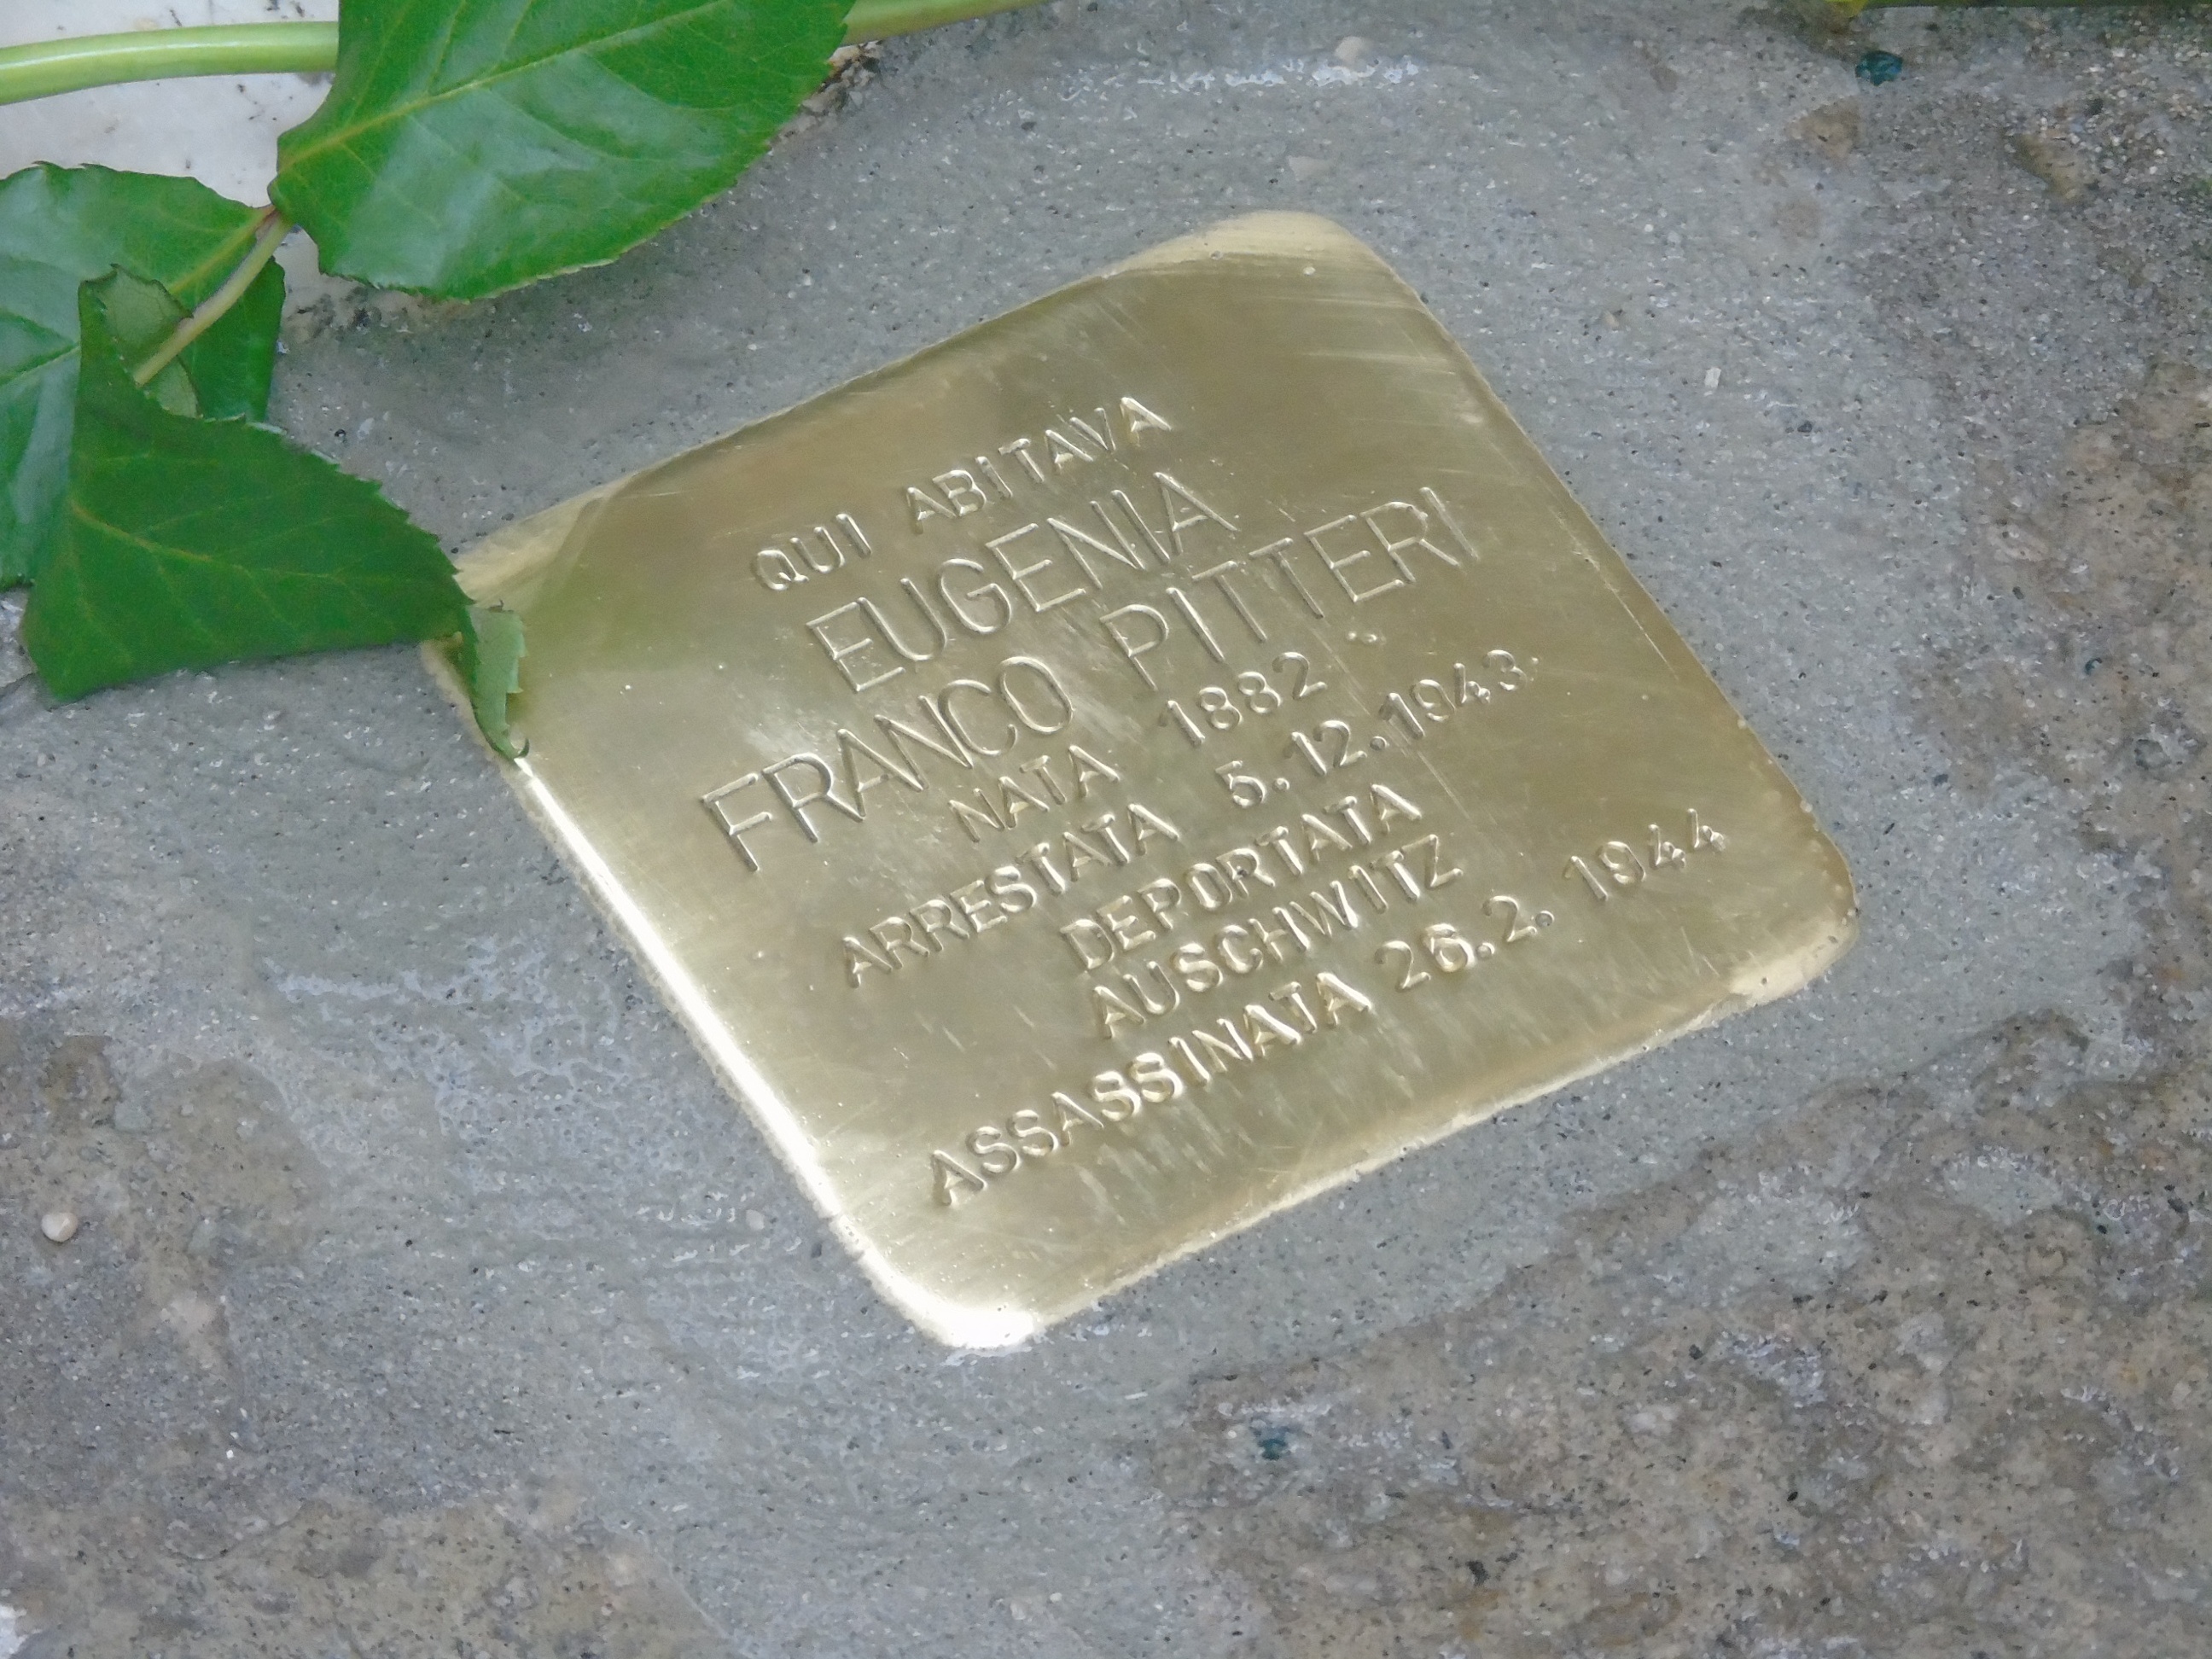 QUI ABITAVA
EUGENIA
FRANCO PITTERI
NATA 1882
ARRESTATA 5.12.1943.
DEPORTATA
AUSCHWITZ
ASSASSINATA 26.2. 1944